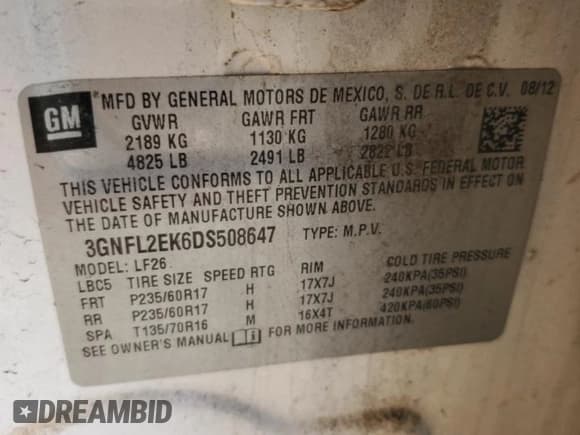 GM *MFD BY GENERAL MOTORS DE MEXICO, S. DE R.L. DE C.V. 08/12
GVWR GAWR FRT GAWR RR
2189 KG 1130 KG 1280 KG
4825 LB 2491 LB 2822 LB
THIS VEHICLE CONFORMS TO ALL APPLICABLE U.S. FEDERAL MOTOR
VEHICLE SAFETY AND THEFT PREVENTION STANDARDS IN EFFECT ON
THE DATE OF MANUFACTURE SHOWN ABOVE.
3GNFL2EK6DS508647 TYPE: M.P.V.
MODEL: LF26
LBC5 TIRE SIZE SPEED RTG RIM COLD TIRE PRESSURE
FRT P235/60R17 H 17X7J 240KPA(35PSI)
RR P235/60R17 H 17X7J 240KPA(35PSI)
SPA T135/70R16 M 16X4T 420KPA(60PSI)
SEE OWNER'S MANUAL FOR MORE INFORMATION.
DREAMBID